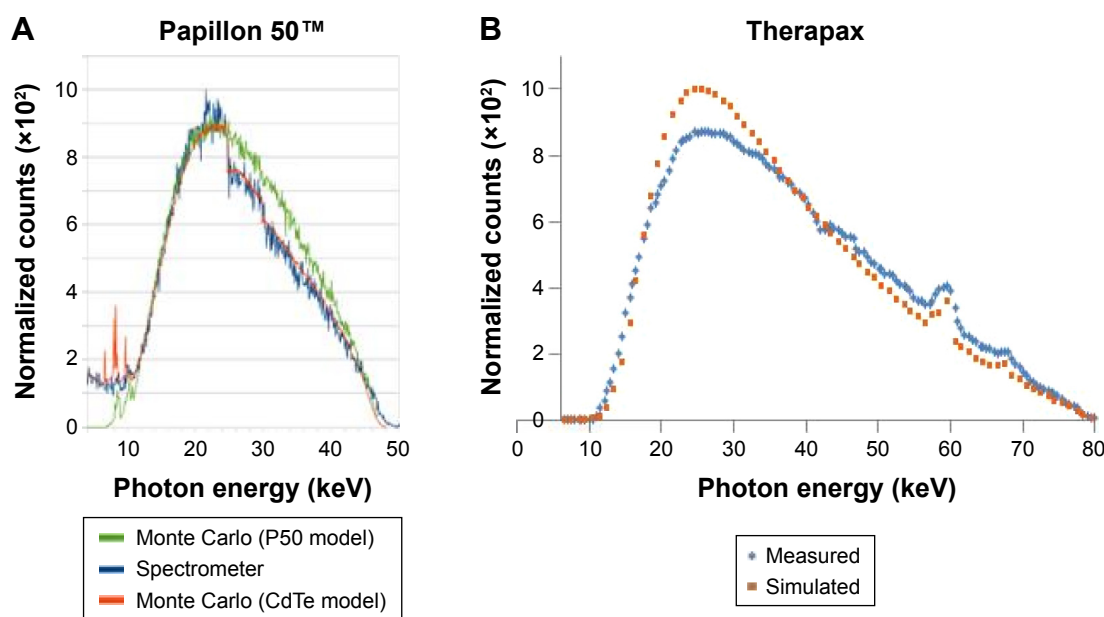 A
Papillon 50™
Normalized counts (×10²)
10
8
6
4
2
0
10
20
30
40
50
Photon energy (keV)
Monte Carlo (P50 model)
Spectrometer
Monte Carlo (CdTe model)
B
Therapax
Normalized counts (×10²)
10
8
6
4
2
0
0
10
20
30
40
50
60
70
80
Photon energy (keV)
Measured
Simulated